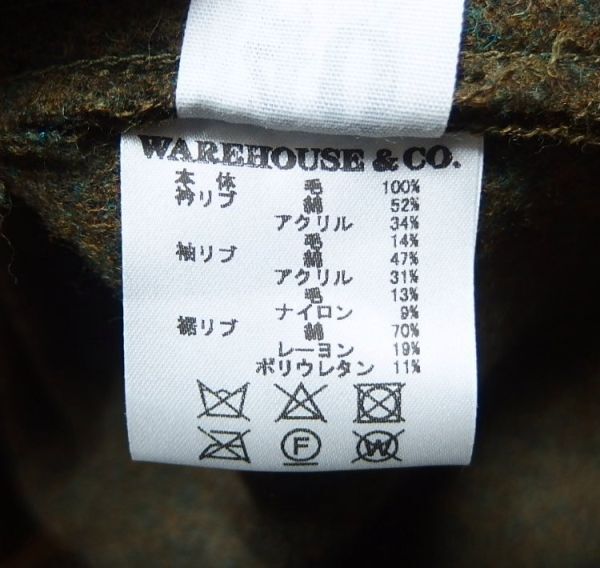 WAREHOUSE & CO.
本 体 毛 100%
衿リブ 綿 52%
アクリル 34%
毛 14%
袖リブ 綿 47%
アクリル 31%
毛 13%
ナイロン 9%
裾リブ 綿 70%
レーヨン 19%
ポリウレタン 11%
F
W